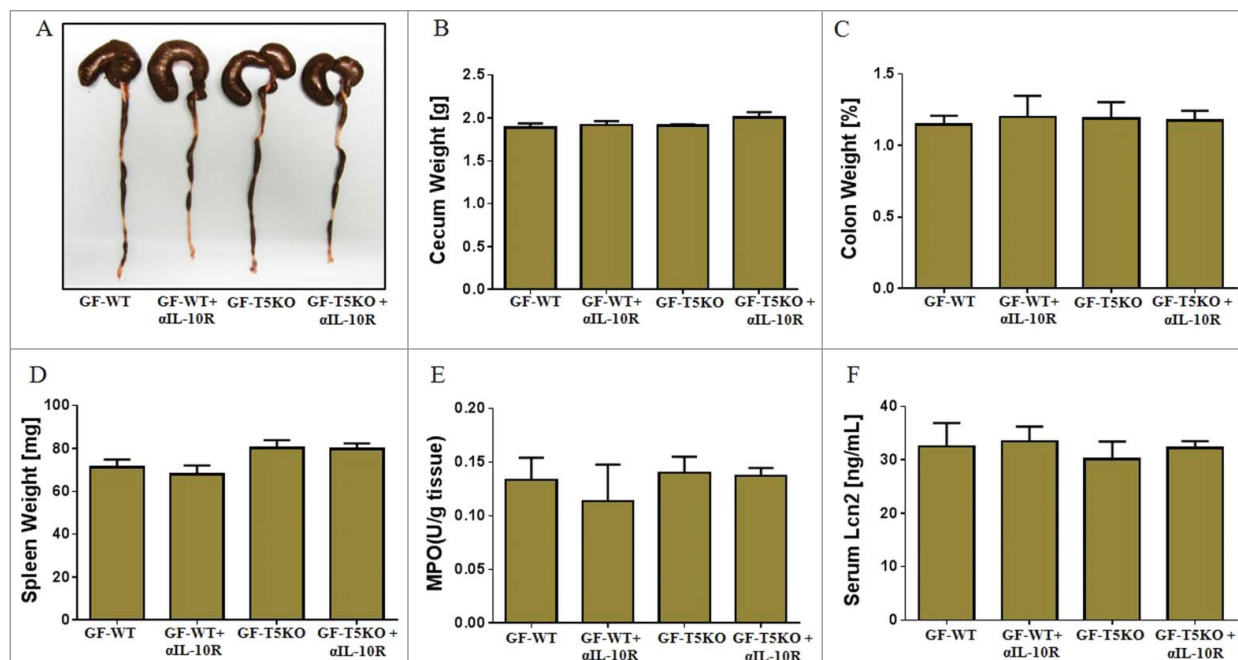 A
GF-WT
GF-WT+
αIL-10R
GF-T5KO
GF-T5KO +
αIL-10R
B
Cecum Weight [g]
2.5
2.0
1.5
1.0
0.5
0.0
GF-WT
GF-WT+
αIL-10R
GF-T5KO
GF-T5KO +
αIL-10R
C
Colon Weight [%]
1.5
1.0
0.5
0.0
GF-WT
GF-WT+
αIL-10R
GF-T5KO
GF-T5KO +
αIL-10R
D
Spleen Weight [mg]
100
80
60
40
20
0
GF-WT
GF-WT+
αIL-10R
GF-T5KO
GF-T5KO +
αIL-10R
E
MPO(U/g tissue)
0.20
0.15
0.10
0.05
0.00
GF-WT
GF-WT+
αIL-10R
GF-T5KO
GF-T5KO +
αIL-10R
F
Serum Lcn2 [ng/mL]
40
30
20
10
0
GF-WT
GF-WT+
αIL-10R
GF-T5KO
GF-T5KO +
αIL-10R